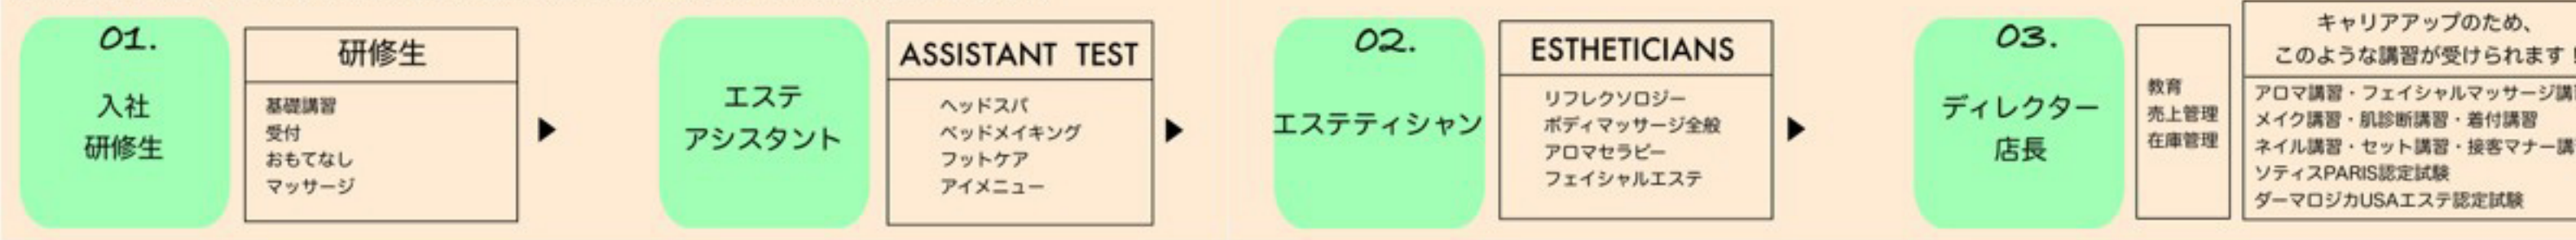 01.
入社
研修生
研修生
基礎講習
受付
おもてなし
マッサージ
エステ
アシスタント
ASSISTANT TEST
ヘッドスパ
ベッドメイキング
フットケア
アイメニュー
02.
エステティシャン
ESTHETICIANS
リフレクソロジー
ボディマッサージ全般
アロマセラピー
フェイシャルエステ
03.
ディレクター
店長
教育
売上管理
在庫管理
キャリアアップのため、
このような講習が受けられます!
アロマ講習・フェイシャルマッサージ講
メイク講習・肌診断講習・着付講習
ネイル講習・セット講習・接客マナー講
ソティスPARIS認定試験
ダーマロジカUSAエステ認定試験